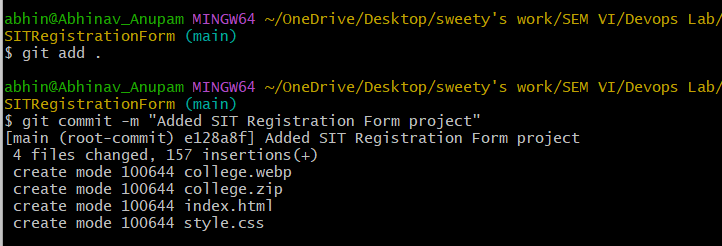 abhin@Abhinav_Anupam MINGW64 ~/OneDrive/Desktop/sweety's work/SEM VI/Devops Lab/
SITRegistrationForm (main)
$ git add .
abhin@Abhinav_Anupam MINGW64 ~/OneDrive/Desktop/sweety's work/SEM VI/Devops Lab/
SITRegistrationForm (main)
$ git commit -m "Added SIT Registration Form project"
[main (root-commit) e128a8f] Added SIT Registration Form project
 4 files changed, 157 insertions(+)
 create mode 100644 college.webp
 create mode 100644 college.zip
 create mode 100644 index.html
 create mode 100644 style.css